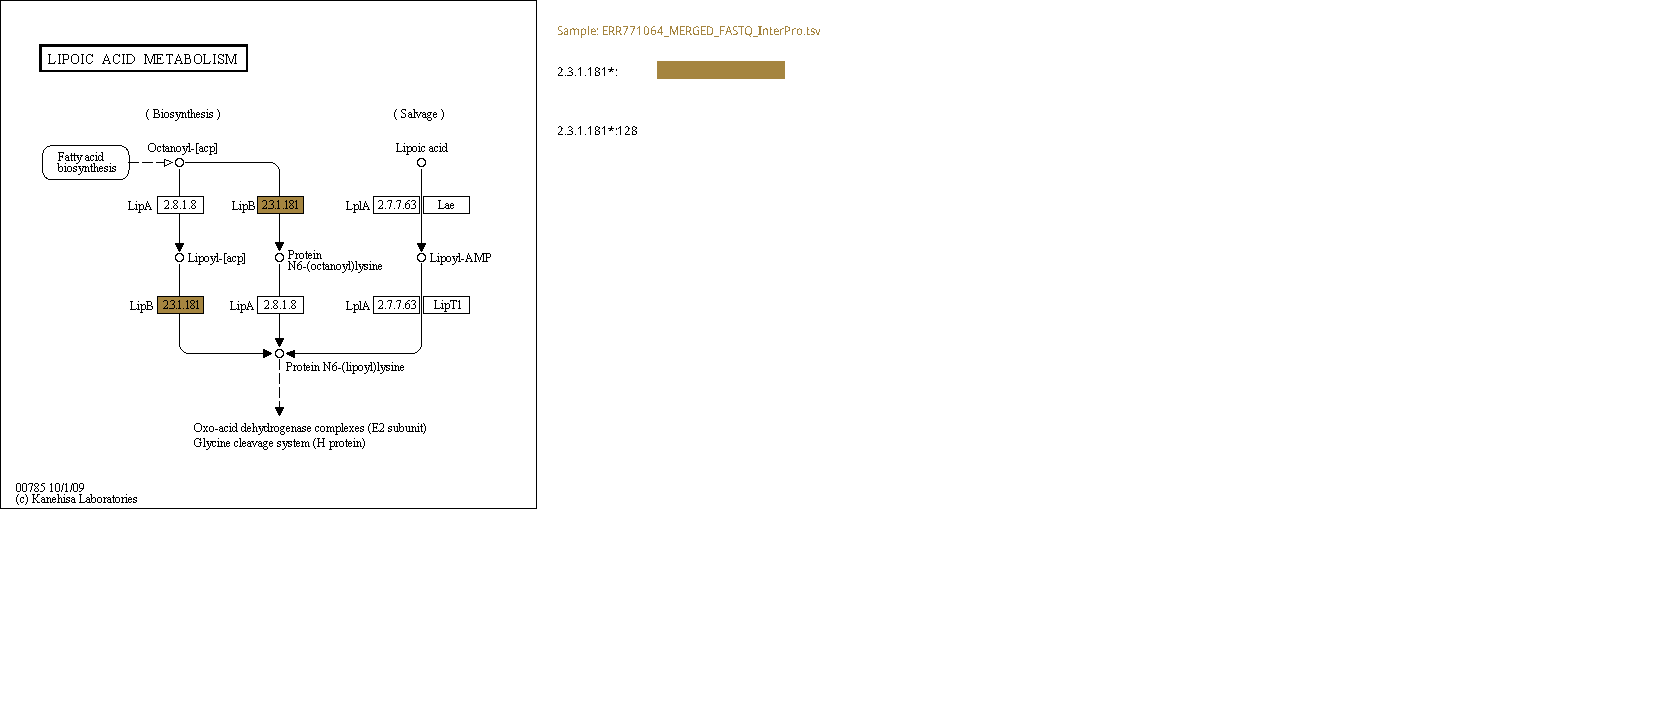 Sample: ERR771064_MERGED_FASTQ_InterPro.tsv
LIPOIC ACID METABOLISM
2.3.1.181*:
( Biosynthesis )
( Salvage )
2.3.1.181*:128
Octanoyl-[acp]
Lipoic acid
Fatty acid
biosynthesis
LipA 2.8.1.8
LipB 2.3.1.181
LplA 2.7.7.63 Lae
Lipoyl-[acp]
Protein
N6-(octanoyl)lysine
Lipoyl-AMP
LipB 2.3.1.181
LipA 2.8.1.8
LplA 2.7.7.63 LipT1
Protein N6-(lipoyl)lysine
Oxo-acid dehydrogenase complexes (E2 subunit)
Glycine cleavage system (H protein)
00785 10/1/09
(c) Kanehisa Laboratories